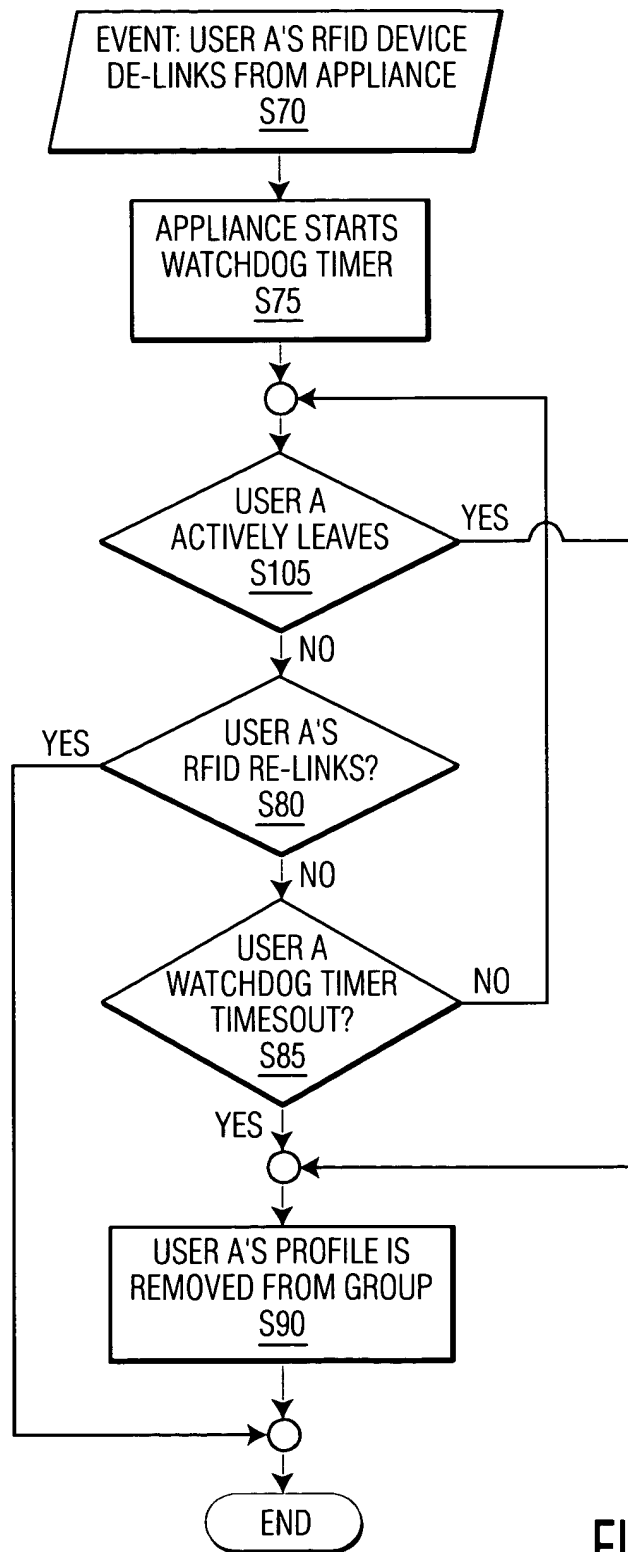 EVENT: USER A'S RFID DEVICE
DE-LINKS FROM APPLIANCE
S70
APPLIANCE STARTS
WATCHDOG TIMER
S75
USER A
ACTIVELY LEAVES
S105
YES
NO
USER A'S
RFID RE-LINKS?
S80
YES
NO
USER A
WATCHDOG TIMER
TIMESOUT?
S85
NO
YES
USER A'S PROFILE IS
REMOVED FROM GROUP
S90
END